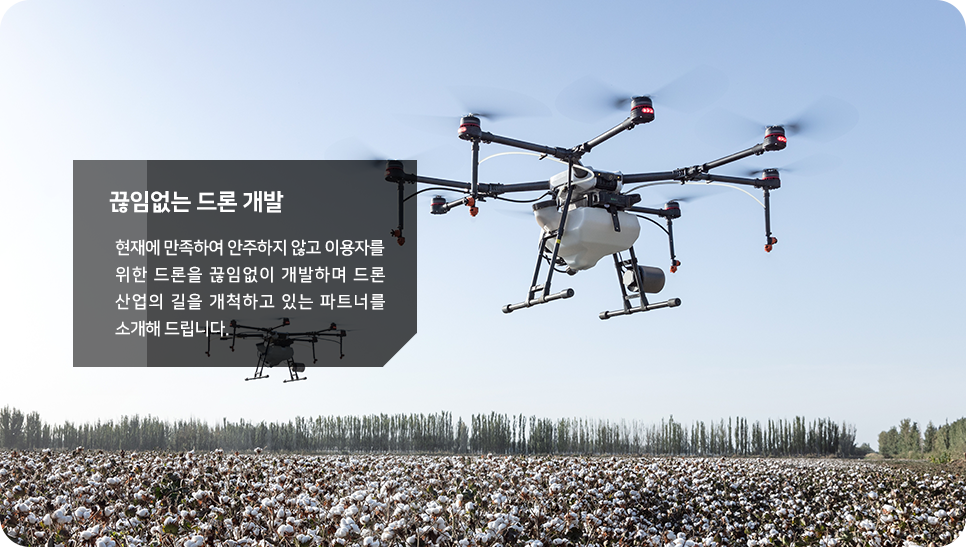 끊임없는 드론 개발
현재에 만족하여 안주하지 않고 이용자를
위한 드론을 끊임없이 개발하며 드론
산업의 길을 개척하고 있는 파트너를
소개해 드립니다.